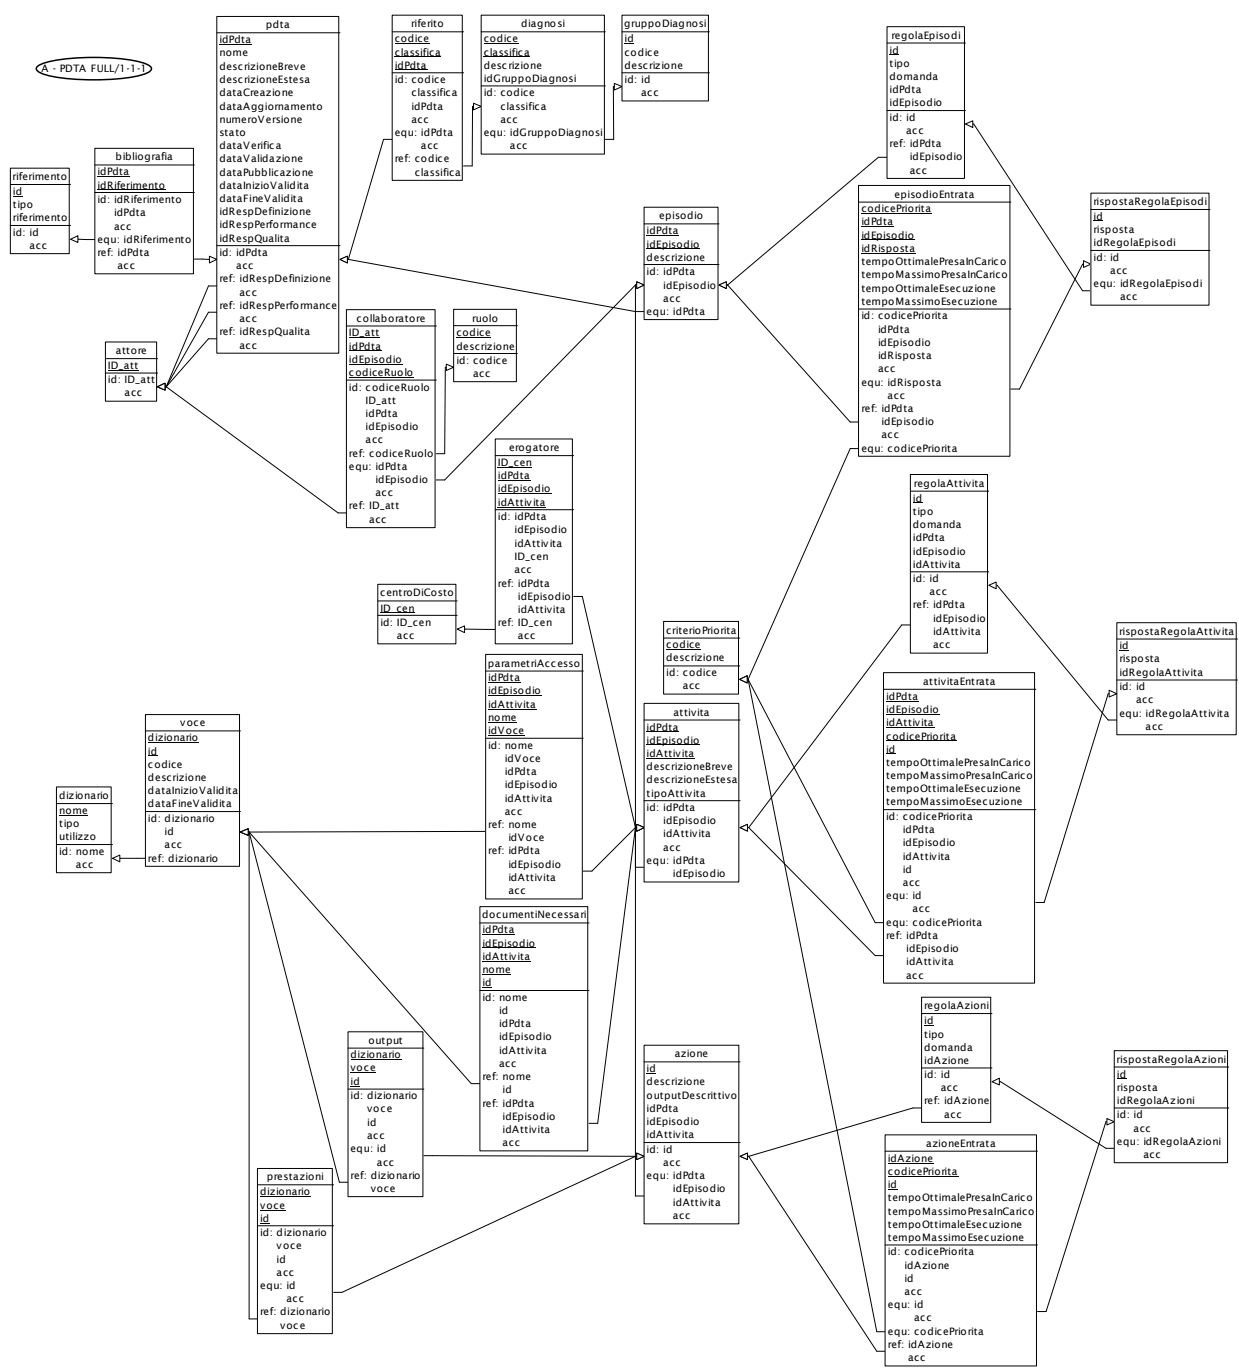 A - PDTA FULL/1-1-1
pdta
idPdta
nome
descrizioneBreve
descrizioneEstesa
dataCreazione
dataAggiornamento
numeroVersione
stato
dataVerifica
dataValidazione
dataPubblicazione
dataInizioValidita
dataFineValidita
idRespDefinizione
idRespPerformance
idRespQualita
id: idPdta
acc
ref: idRespDefinizione
acc
ref: idRespPerformance
acc
ref: idRespQualita
acc
riferito
codice
classifica
idPdta
id: codice
classifica
idPdta
acc
equ: idPdta
acc
ref: codice
classifica
diagnosi
codice
classifica
descrizione
idGruppoDiagnosi
id: codice
classifica
acc
equ: idGruppoDiagnosi
acc
gruppoDiagnosi
id
codice
descrizione
id: id
acc
regolaEpisodi
id
tipo
domanda
idPdta
idEpisodio
id: id
acc
ref: idPdta
idEpisodio
acc
riferimento
id
tipo
riferimento
id: id
acc
bibliografia
idPdta
idRiferimento
id: idRiferimento
idPdta
acc
equ: idRiferimento
ref: idPdta
acc
episodio
idPdta
idEpisodio
descrizione
id: idPdta
idEpisodio
acc
equ: idPdta
episodioEntrata
codicePriorita
idPdta
idEpisodio
idRisposta
tempoOttimalePresaInCarico
tempoMassimoPresaInCarico
tempoOttimaleEsecuzione
tempoMassimoEsecuzione
id: codicePriorita
idPdta
idEpisodio
idRisposta
acc
equ: idRisposta
acc
ref: idPdta
idEpisodio
acc
equ: codicePriorita
rispostaRegolaEpisodi
id
risposta
idRegolaEpisodi
id: id
acc
equ: idRegolaEpisodi
acc
attore
ID_att
id: ID_att
acc
collaboratore
ID_att
idPdta
idEpisodio
codiceRuolo
id: codiceRuolo
ID_att
idPdta
idEpisodio
acc
ref: codiceRuolo
equ: idPdta
idEpisodio
acc
ref: ID_att
acc
ruolo
codice
descrizione
id: codice
acc
erogatore
ID_cen
idPdta
idEpisodio
idAttivita
id: idPdta
idEpisodio
idAttivita
ID_cen
acc
ref: idPdta
idEpisodio
idAttivita
ref: ID_cen
acc
centroDiCosto
ID_cen
id: ID_cen
acc
regolaAttivita
id
tipo
domanda
idPdta
idEpisodio
idAttivita
id: id
acc
ref: idPdta
idEpisodio
idAttivita
acc
criterioPriorita
codice
descrizione
id: codice
acc
rispostaRegolaAttivita
id
risposta
idRegolaAttivita
id: id
acc
equ: idRegolaAttivita
acc
parametriAccesso
idPdta
idEpisodio
idAttivita
nome
idVoce
id: nome
idVoce
idPdta
idEpisodio
idAttivita
acc
ref: nome
idVoce
ref: idPdta
idEpisodio
idAttivita
acc
attivita
idPdta
idEpisodio
idAttivita
descrizioneBreve
descrizioneEstesa
tipoAttivita
id: idPdta
idEpisodio
idAttivita
acc
equ: idPdta
idEpisodio
attivitaEntrata
idPdta
idEpisodio
idAttivita
codicePriorita
id
tempoOttimalePresaInCarico
tempoMassimoPresaInCarico
tempoOttimaleEsecuzione
tempoMassimoEsecuzione
id: codicePriorita
idPdta
idEpisodio
idAttivita
id
acc
equ: id
acc
equ: codicePriorita
ref: idPdta
idEpisodio
idAttivita
acc
voce
dizionario
id
codice
descrizione
dataInizioValidita
dataFineValidita
id: dizionario
id
acc
ref: dizionario
dizionario
nome
tipo
utilizzo
id: nome
acc
documentiNecessari
idPdta
idEpisodio
idAttivita
nome
id
id: nome
id
idPdta
idEpisodio
idAttivita
acc
ref: nome
id
ref: idPdta
idEpisodio
idAttivita
acc
output
dizionario
voce
id
id: dizionario
voce
id
acc
equ: id
acc
ref: dizionario
voce
azione
id
descrizione
outputDescrittivo
idPdta
idEpisodio
idAttivita
id: id
acc
equ: idPdta
idEpisodio
idAttivita
acc
regolaAzioni
id
tipo
domanda
idAzione
id: id
acc
ref: idAzione
acc
rispostaRegolaAzioni
id
risposta
idRegolaAzioni
id: id
acc
equ: idRegolaAzioni
acc
prestazioni
dizionario
voce
id
id: dizionario
voce
id
acc
equ: id
acc
ref: dizionario
voce
azioneEntrata
idAzione
codicePriorita
id
tempoOttimalePresaInCarico
tempoMassimoPresaInCarico
tempoOttimaleEsecuzione
tempoMassimoEsecuzione
id: codicePriorita
idAzione
id
acc
equ: id
acc
equ: codicePriorita
ref: idAzione
acc